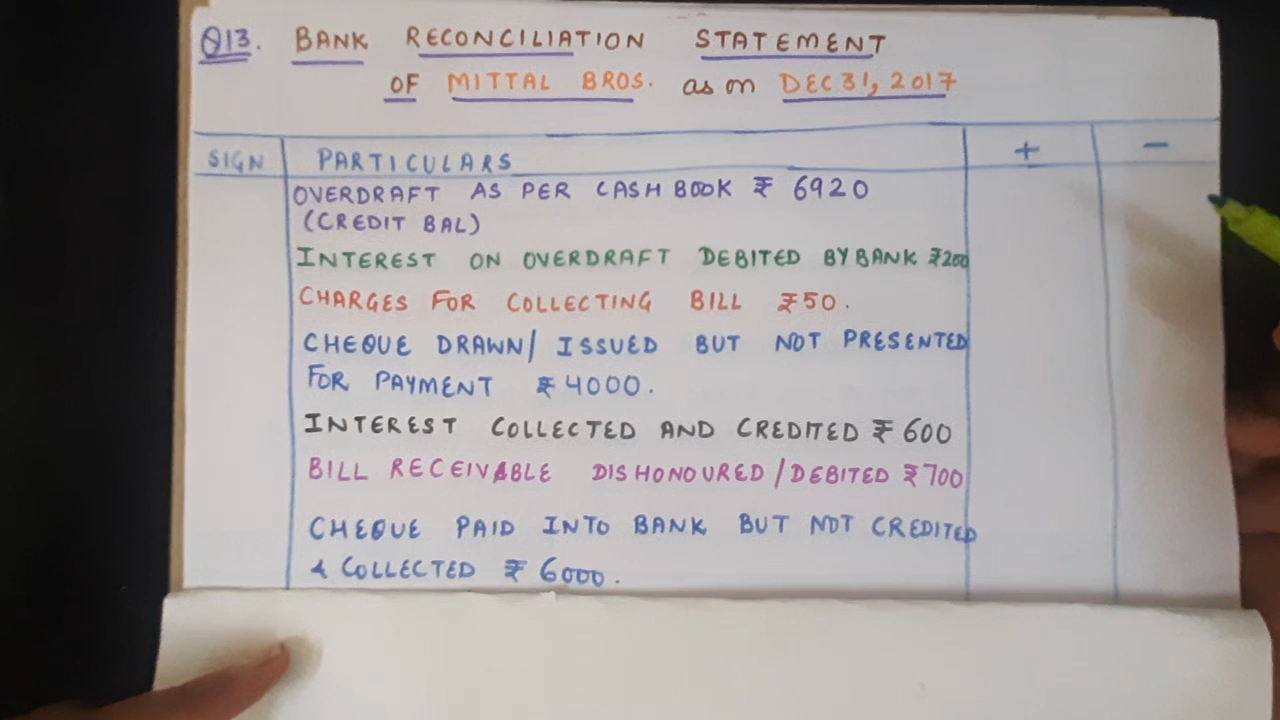 Q13. BANK RECONCILIATION STATEMENT
OF MITTAL BROS. as on DEC 31, 2017
SIGN PARTICULARS + -
OVERDRAFT AS PER CASH BOOK ₹ 6920
(CREDIT BAL)
INTEREST ON OVERDRAFT DEBITED BY BANK ₹200
CHARGES FOR COLLECTING BILL ₹50.
CHEQUE DRAWN/ ISSUED BUT NOT PRESENTED
FOR PAYMENT ₹4000.
INTEREST COLLECTED AND CREDITED ₹ 600
BILL RECEIVABLE DISHONOURED/DEBITED ₹700
CHEQUE PAID INTO BANK BUT NOT CREDITED
& COLLECTED ₹ 6000.